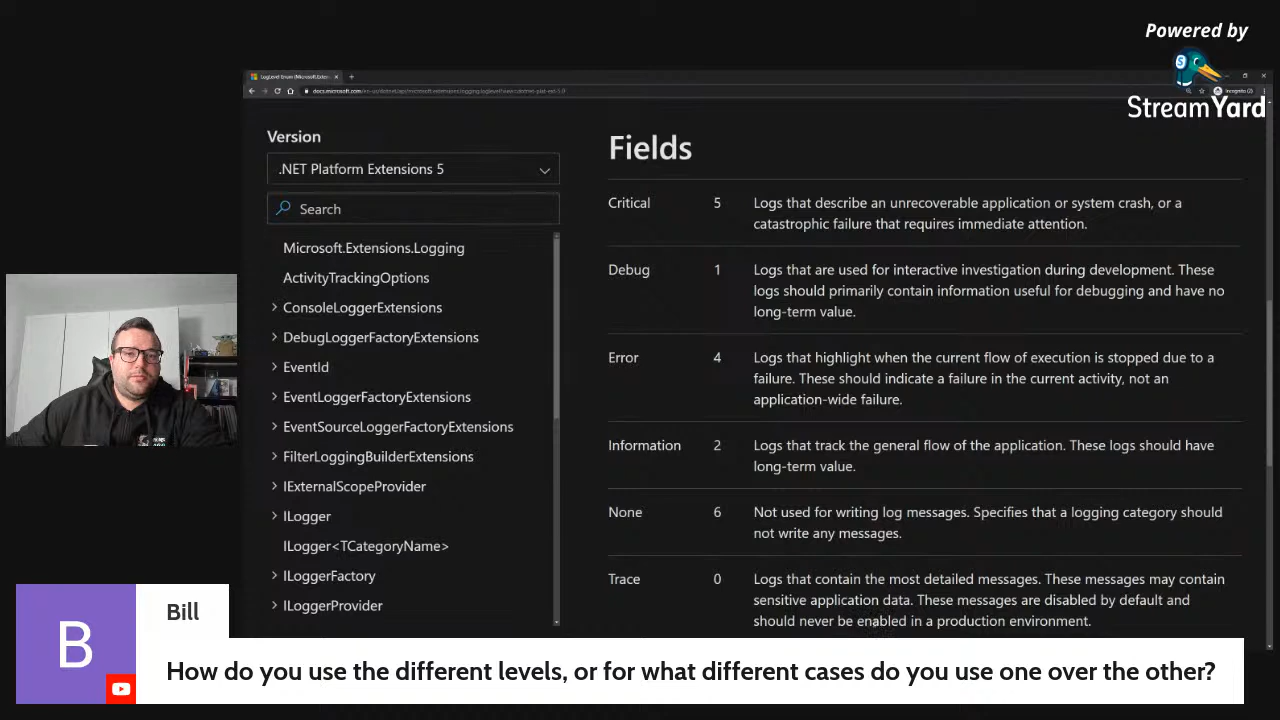 Powered by
StreamYard
LogLevel Enum (Microsoft.Exten
Incognito (2)
Version
.NET Platform Extensions 5
Search
Microsoft.Extensions.Logging
ActivityTrackingOptions
ConsoleLoggerExtensions
DebugLoggerFactoryExtensions
EventId
EventLoggerFactoryExtensions
EventSourceLoggerFactoryExtensions
FilterLoggingBuilderExtensions
IExternalScopeProvider
ILogger
ILogger<TCategoryName>
ILoggerFactory
ILoggerProvider
Fields
Critical 5 Logs that describe an unrecoverable application or system crash, or a
catastrophic failure that requires immediate attention.
Debug 1 Logs that are used for interactive investigation during development. These
logs should primarily contain information useful for debugging and have no
long-term value.
Error 4 Logs that highlight when the current flow of execution is stopped due to a
failure. These should indicate a failure in the current activity, not an
application-wide failure.
Information 2 Logs that track the general flow of the application. These logs should have
long-term value.
None 6 Not used for writing log messages. Specifies that a logging category should
not write any messages.
Trace 0 Logs that contain the most detailed messages. These messages may contain
sensitive application data. These messages are disabled by default and
should never be enabled in a production environment.
B
Bill
How do you use the different levels, or for what different cases do you use one over the other?